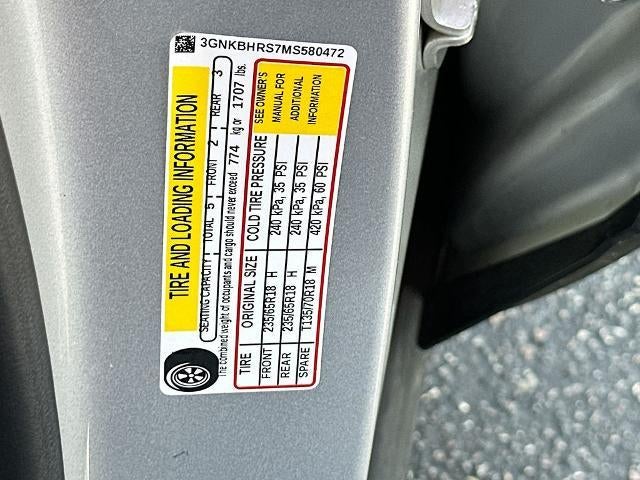 3GNKBHRS7MS580472
TIRE AND LOADING INFORMATION
SEATING CAPACITY | TOTAL 5 | FRONT 2 | REAR 3
The combined weight of occupants and cargo should never exceed 774 kg or 1707 lbs.
TIRE ORIGINAL SIZE COLD TIRE PRESSURE SEE OWNER'S MANUAL FOR ADDITIONAL INFORMATION
FRONT 235/65R18 H 240 kPa, 35 PSI
REAR 235/65R18 H 240 kPa, 35 PSI
SPARE T135/70R18 M 420 kPa, 60 PSI